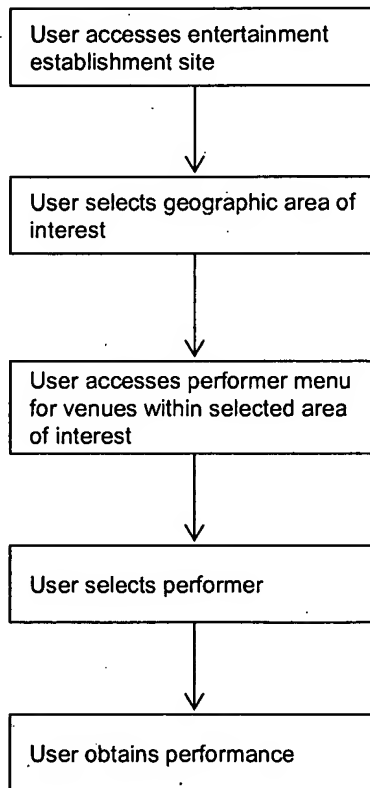 User accesses entertainment
establishment site
User selects geographic area of
interest
User accesses performer menu
for venues within selected area
of interest
User selects performer
User obtains performance